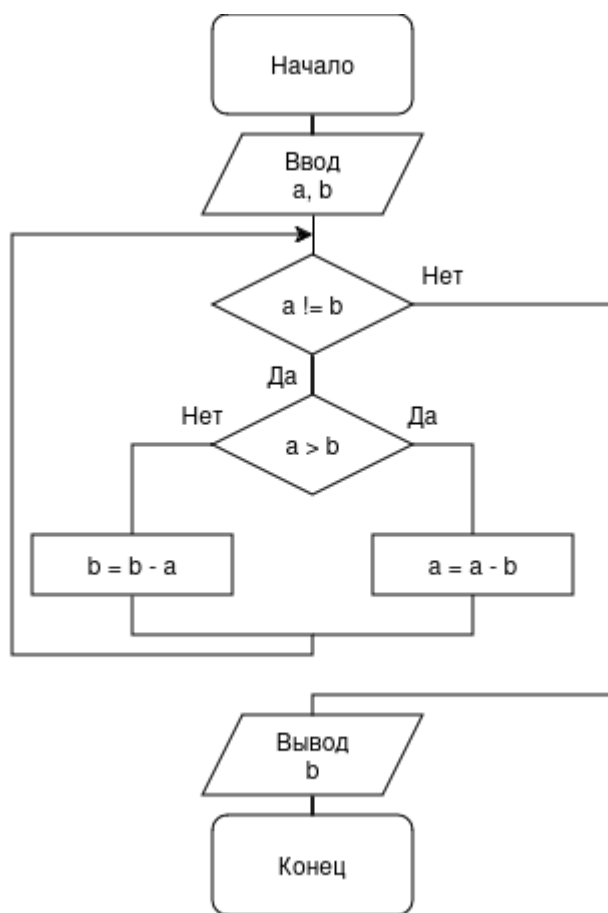 Начало
Ввод
a, b
Нет
a != b
Да
Нет
Да
a > b
b = b - a
a = a - b
Вывод
b
Конец